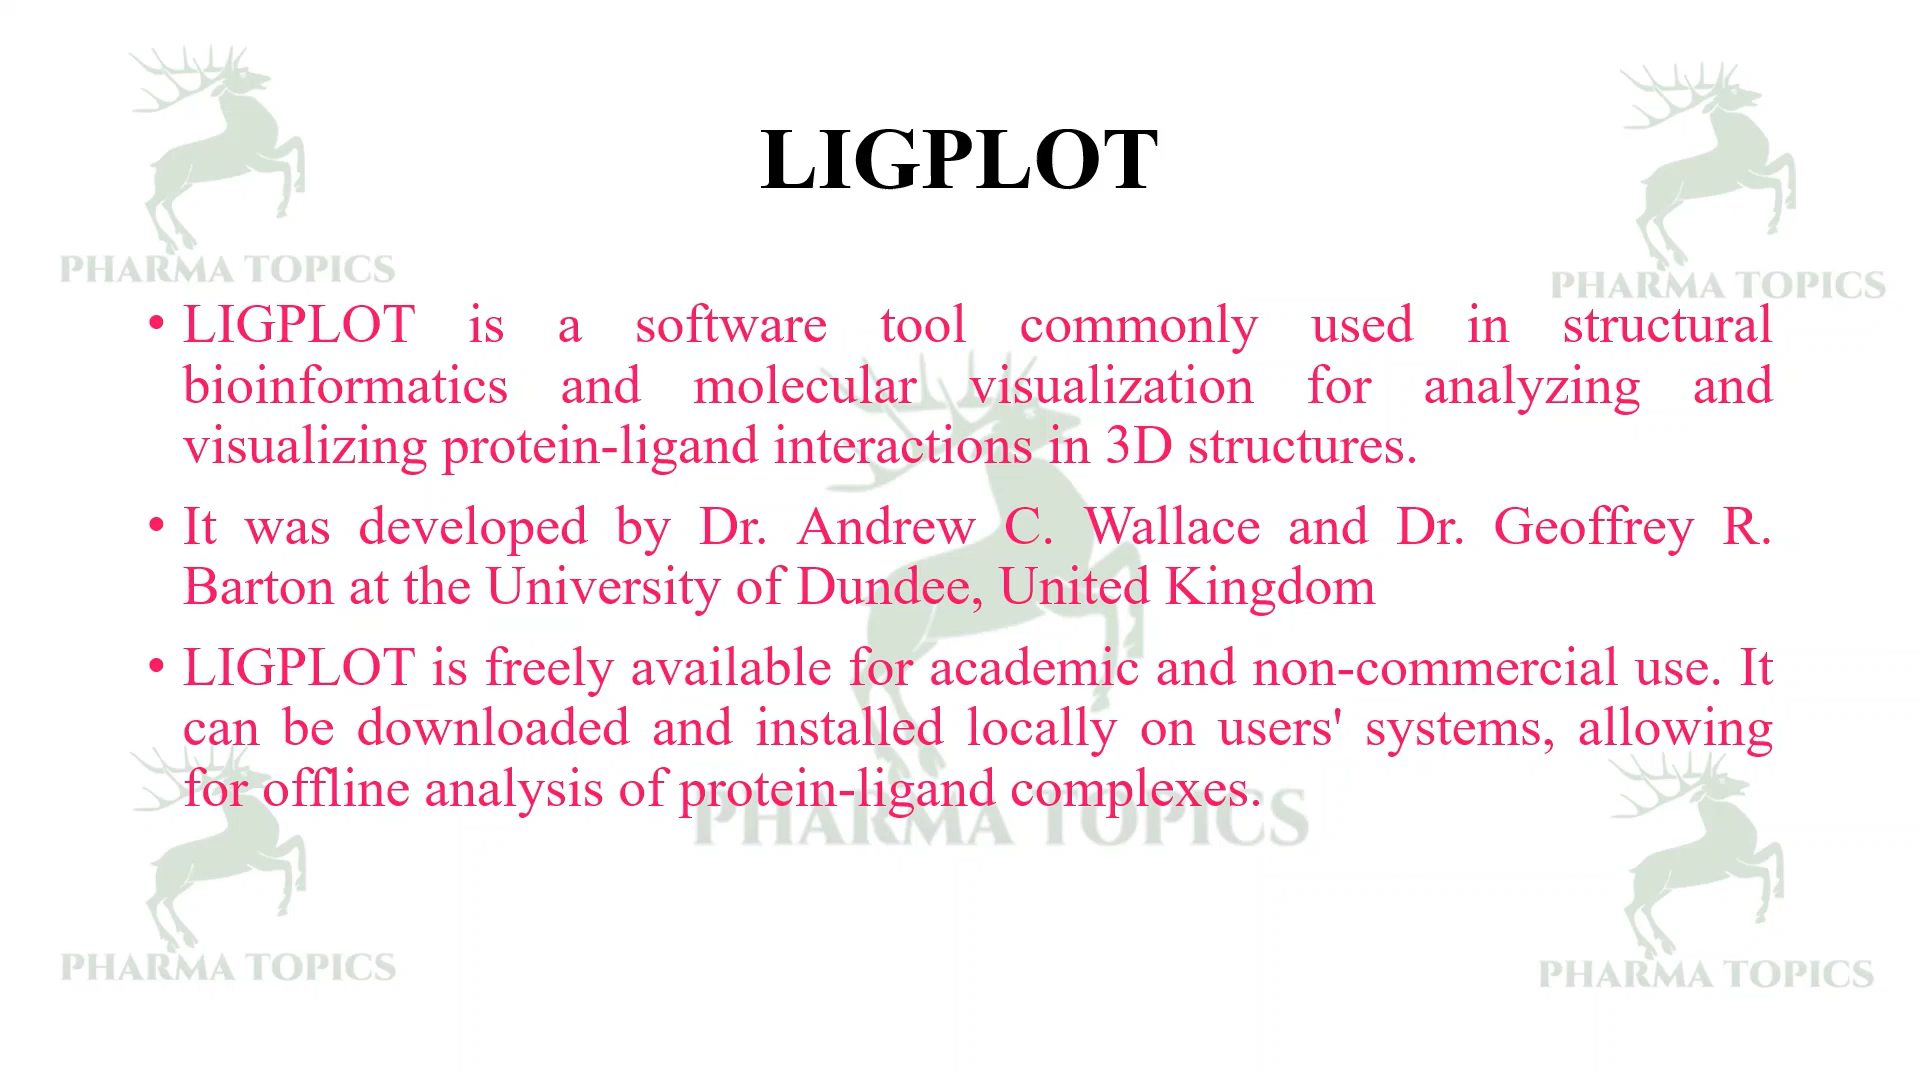 PHARMA TOPICS
PHARMA TOPICS
LIGPLOT
• LIGPLOT is a software tool commonly used in structural
bioinformatics and molecular visualization for analyzing and
visualizing protein-ligand interactions in 3D structures.
• It was developed by Dr. Andrew C. Wallace and Dr. Geoffrey R.
Barton at the University of Dundee, United Kingdom
• LIGPLOT is freely available for academic and non-commercial use. It
can be downloaded and installed locally on users' systems, allowing
for offline analysis of protein-ligand complexes.
PHARMA TOPICS
PHARMA TOPICS
PHARMA TOPICS